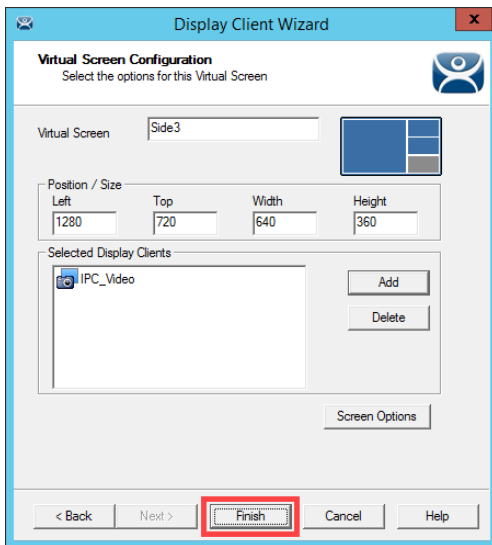 Display Client Wizard
x
Virtual Screen Configuration
Select the options for this Virtual Screen
Virtual Screen
Side3
Position / Size
Left Top Width Height
1280 720 640 360
Selected Display Clients
IPC_Video
Add
Delete
Screen Options
< Back Next > Finish Cancel Help